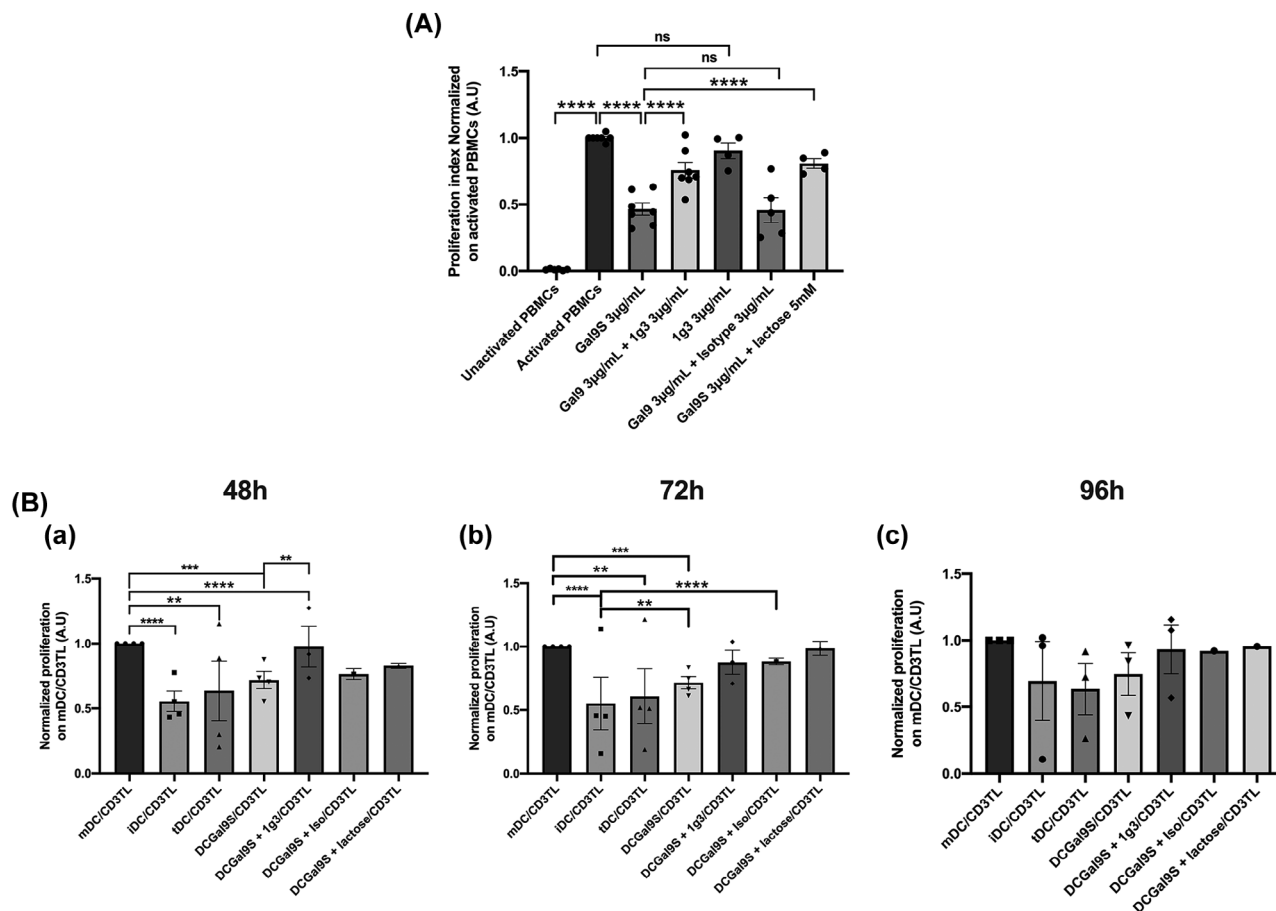 (A)
ns
ns
****
**** **** ****
Proliferation index Normalized
on activated PBMCs (A.U)
1.5
1.0
0.5
0.0
Unactivated PBMCs
Activated PBMCs
Gal9S 3µg/mL
Gal9 3µg/mL + 1g3 3µg/mL
1g3 3µg/mL
Gal9 3µg/mL + Isotype 3µg/mL
Gal9S 3µg/mL + lactose 5mM
(B)
48h
72h
96h
(a)
***
**
****
**
****
Normalized proliferation
on mDC/CD3TL (A.U)
1.5
1.0
0.5
0.0
mDC/CD3TL
iDC/CD3TL
tDC/CD3TL
DCGal9S/CD3TL
DCGal9S + 1g3/CD3TL
DCGal9S + Iso/CD3TL
DCGal9S + lactose/CD3TL
(b)
***
**
****
****
**
Normalized proliferation
on mDC/CD3TL (A.U)
1.5
1.0
0.5
0.0
mDC/CD3TL
iDC/CD3TL
tDC/CD3TL
DCGal9S/CD3TL
DCGal9S + 1g3/CD3TL
DCGal9S + Iso/CD3TL
DCGal9S + lactose/CD3TL
(c)
Normalized proliferation
on mDC/CD3TL (A.U)
1.5
1.0
0.5
0.0
mDC/CD3TL
iDC/CD3TL
tDC/CD3TL
DCGal9S/CD3TL
DCGal9S + 1g3/CD3TL
DCGal9S + Iso/CD3TL
DCGal9S + lactose/CD3TL